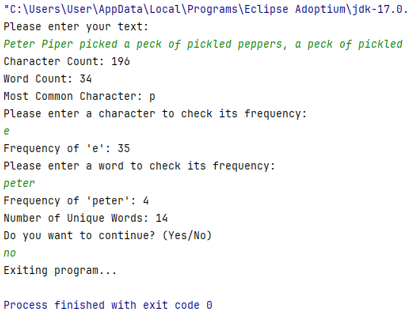 "C:\Users\User\AppData\Local\Programs\Eclipse Adoptium\jdk-17.0.
Please enter your text:
Peter Piper picked a peck of pickled peppers, a peck of pickled
Character Count: 196
Word Count: 34
Most Common Character: p
Please enter a character to check its frequency:
e
Frequency of 'e': 35
Please enter a word to check its frequency:
peter
Frequency of 'peter': 4
Number of Unique Words: 14
Do you want to continue? (Yes/No)
no
Exiting program...
Process finished with exit code 0